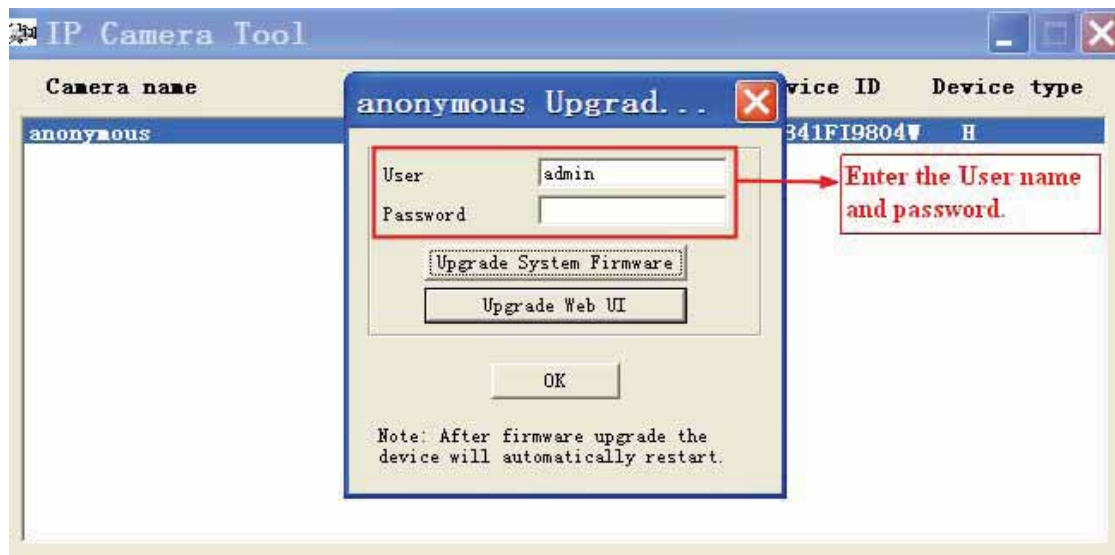 IP Camera Tool
Camera name
vice ID Device type
anonymous
341FI9804W H
anonymous Upgrad...
User admin
Password
Enter the User name
and password.
Upgrade System Firmware
Upgrade Web UI
OK
Note: After firmware upgrade the
device will automatically restart.